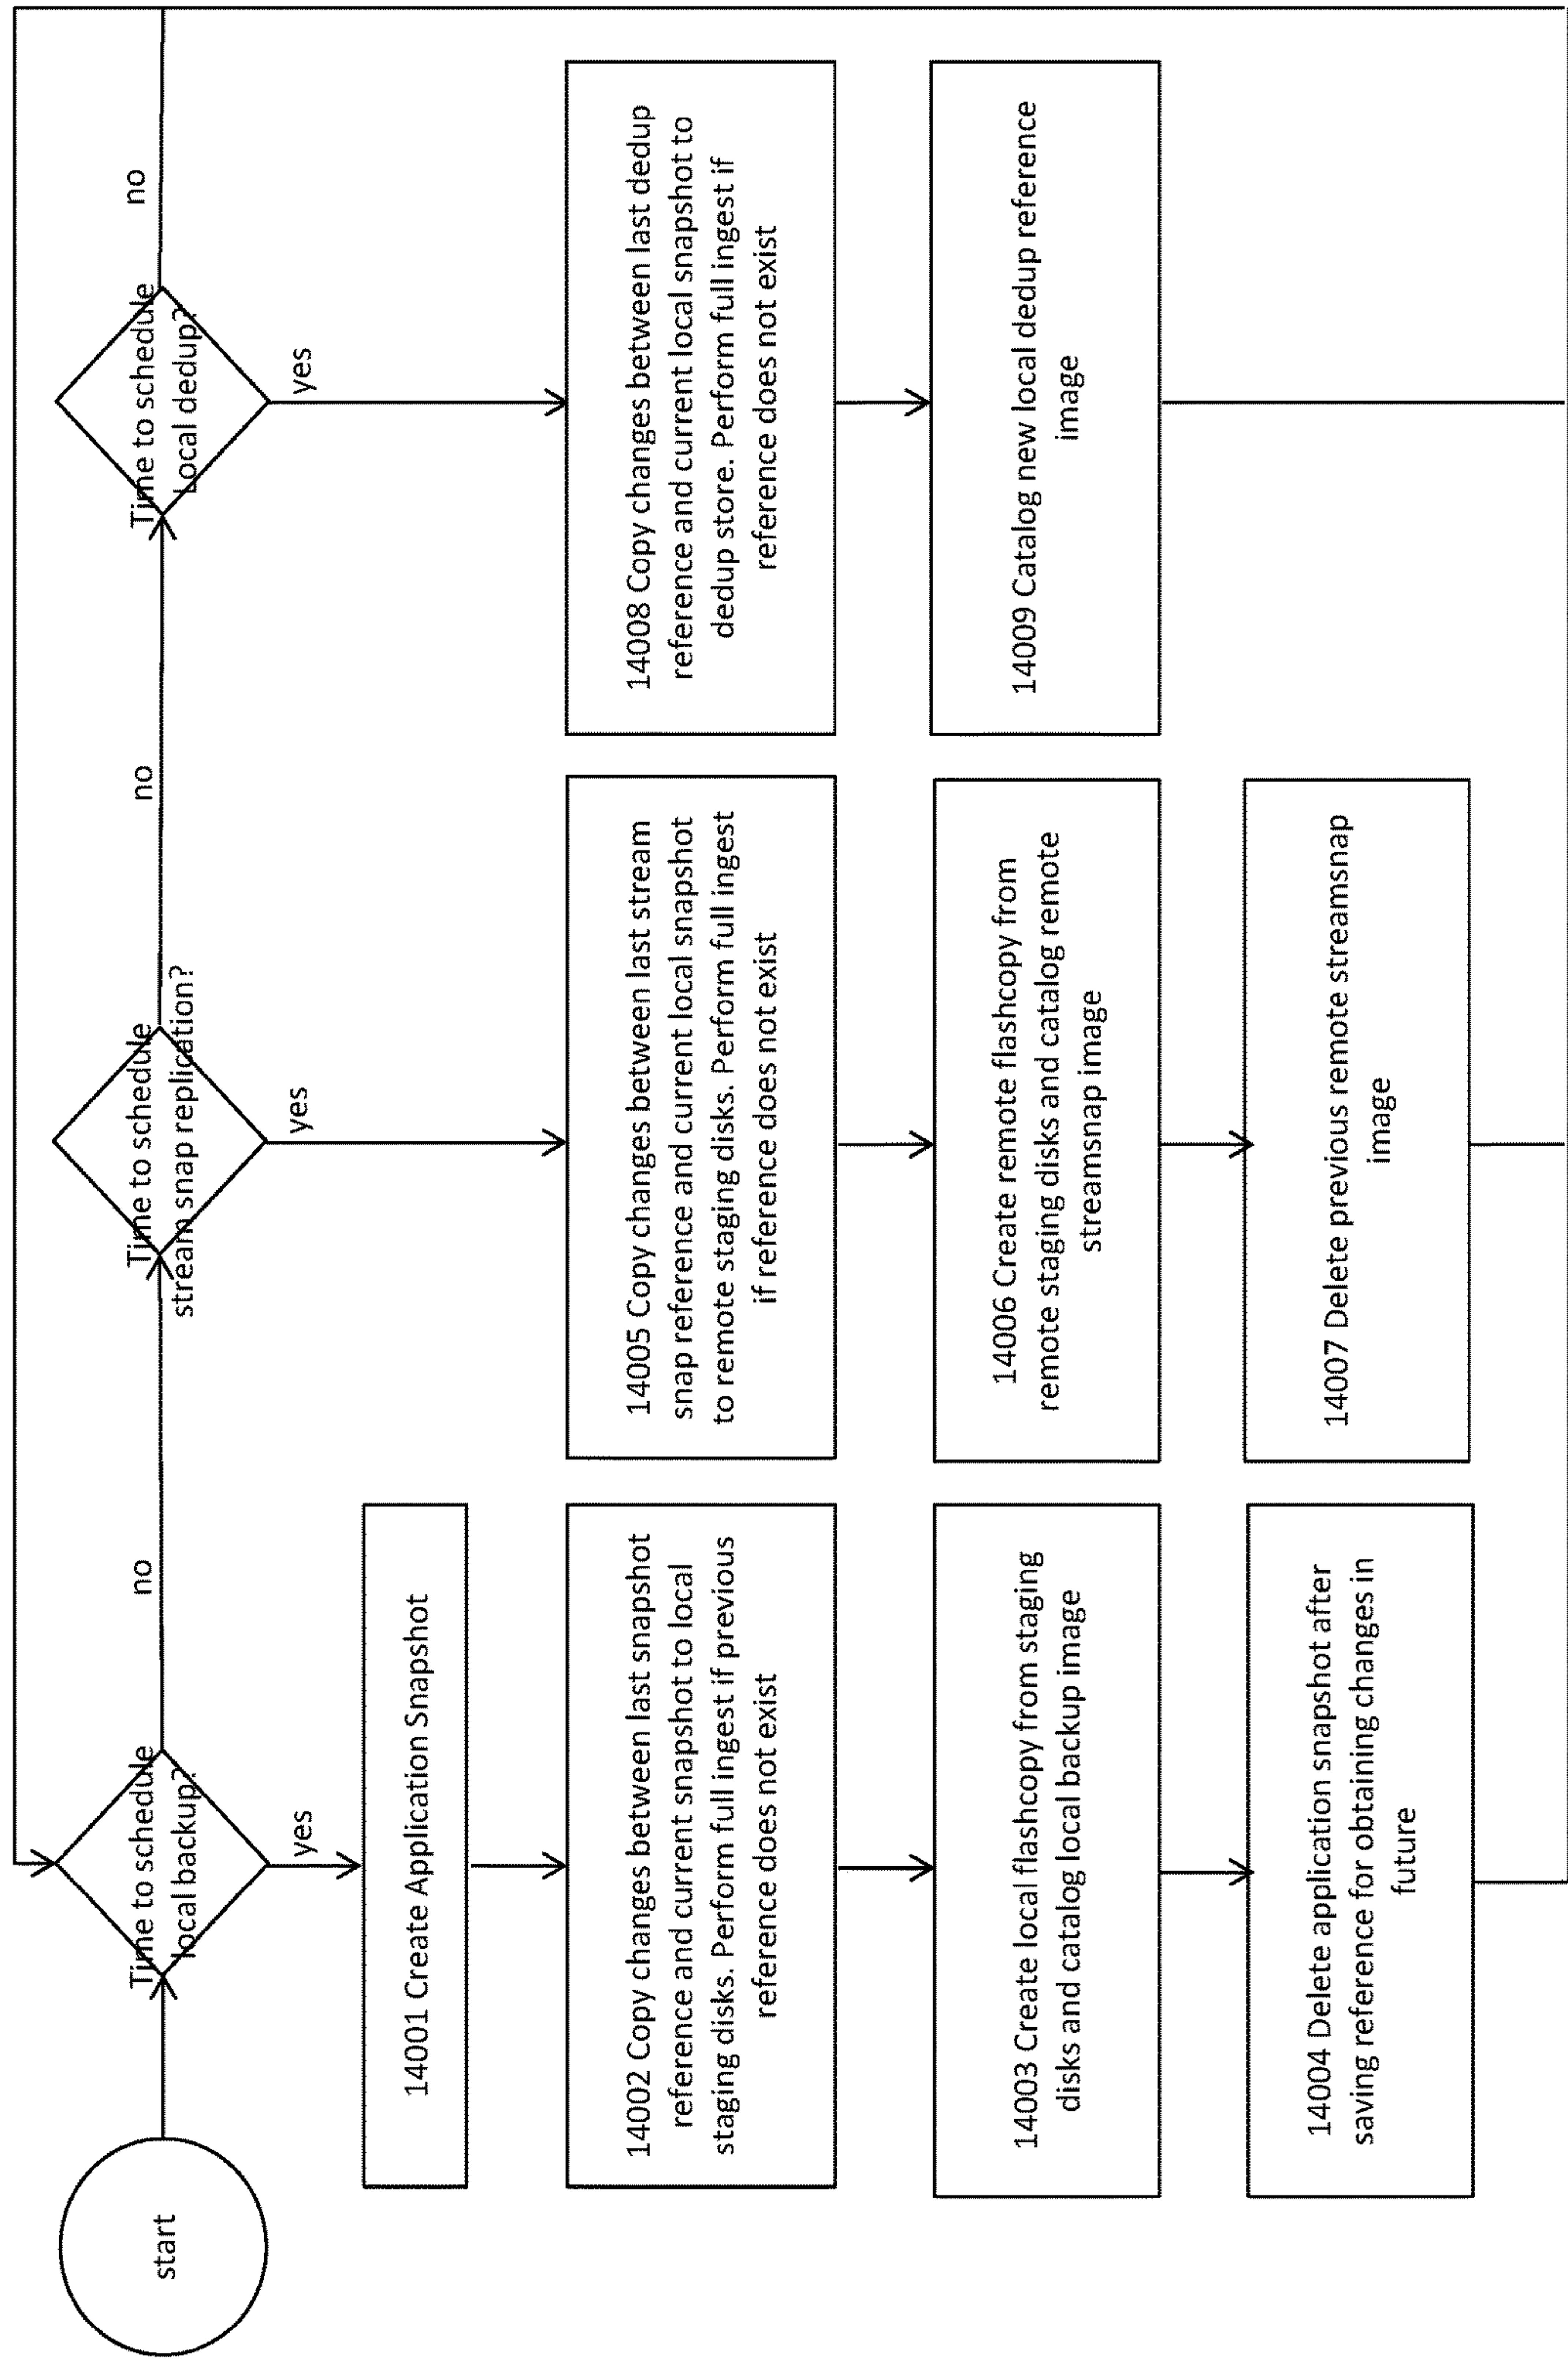 start
Time to schedule
local backup?
no
yes
14001 Create Application Snapshot
14002 Copy changes between last snapshot
reference and current snapshot to local
staging disks. Perform full ingest if previous
reference does not exist
14003 Create local flashcopy from staging
disks and catalog local backup image
14004 Delete application snapshot after
saving reference for obtaining changes in
future
Time to schedule
stream snap replication?
no
yes
14005 Copy changes between last stream
snap reference and current local snapshot
to remote staging disks. Perform full ingest
if reference does not exist
14006 Create remote flashcopy from
remote staging disks and catalog remote
streamsnap image
14007 Delete previous remote streamsnap
image
Time to schedule
Local dedup?
no
yes
14008 Copy changes between last dedup
reference and current local snapshot to
dedup store. Perform full ingest if
reference does not exist
14009 Catalog new local dedup reference
image